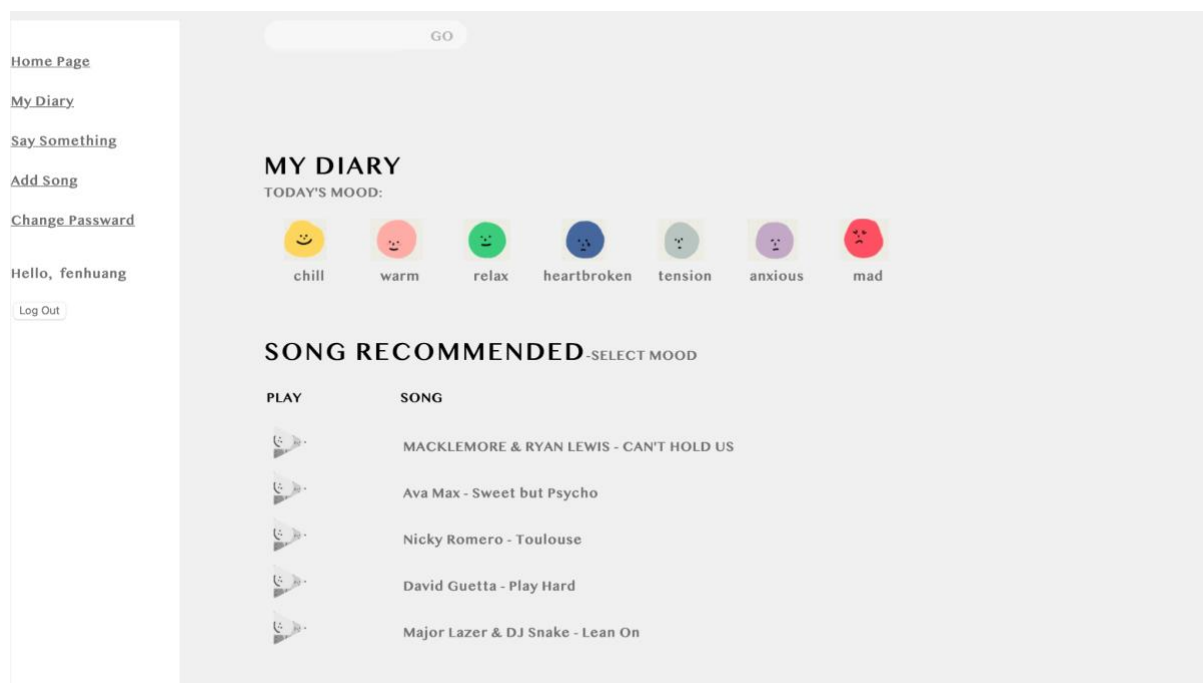 GO
Home Page
My Diary
Say Something
Add Song
Change Passward
Hello, fenhuang
Log Out
MY DIARY
TODAY'S MOOD:
chill warm relax heartbroken tension anxious mad
SONG RECOMMENDED-SELECT MOOD
PLAY SONG
MACKLEMORE & RYAN LEWIS - CAN'T HOLD US
Ava Max - Sweet but Psycho
Nicky Romero - Toulouse
David Guetta - Play Hard
Major Lazer & DJ Snake - Lean On